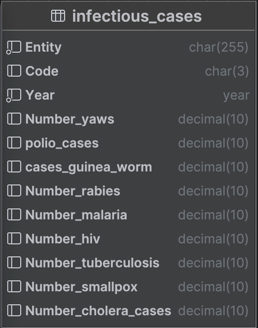 infectious_cases
Entity char(255)
Code char(3)
Year year
Number_yaws decimal(10)
polio_cases decimal(10)
cases_guinea_worm decimal(10)
Number_rabies decimal(10)
Number_malaria decimal(10)
Number_hiv decimal(10)
Number_tuberculosis decimal(10)
Number_smallpox decimal(10)
Number_cholera_cases decimal(10)